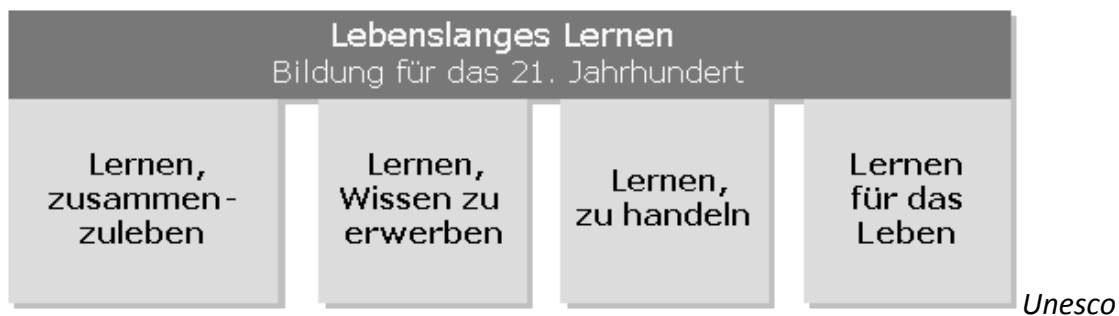 Lebenslanges Lernen
Bildung für das 21. Jahrhundert
Lernen,
zusammen-
zuleben
Lernen,
Wissen zu
erwerben
Lernen,
zu handeln
Lernen
für das
Leben
Unesco